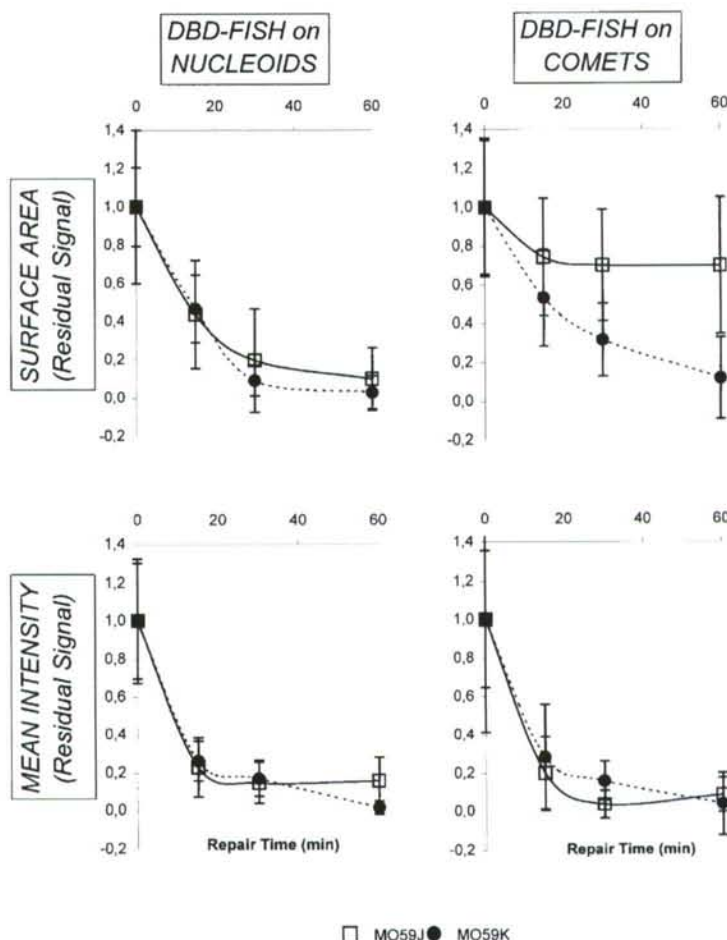 DBD-FISH on
NUCLEOIDS
DBD-FISH on
COMETS
SURFACE AREA
(Residual Signal)
0 20 40 60
1,4
1,2
1,0
0,8
0,6
0,4
0,2
0,0
-0,2
0 20 40 60
1,4
1,2
1,0
0,8
0,6
0,4
0,2
0,0
-0,2
MEAN INTENSITY
(Residual Signal)
0 20 40 60
1,4
1,2
1,0
0,8
0,6
0,4
0,2
0,0
-0,2
Repair Time (min)
0 20 40 60
1,4
1,2
1,0
0,8
0,6
0,4
0,2
0,0
-0,2
Repair Time (min)
MO59J MO59K